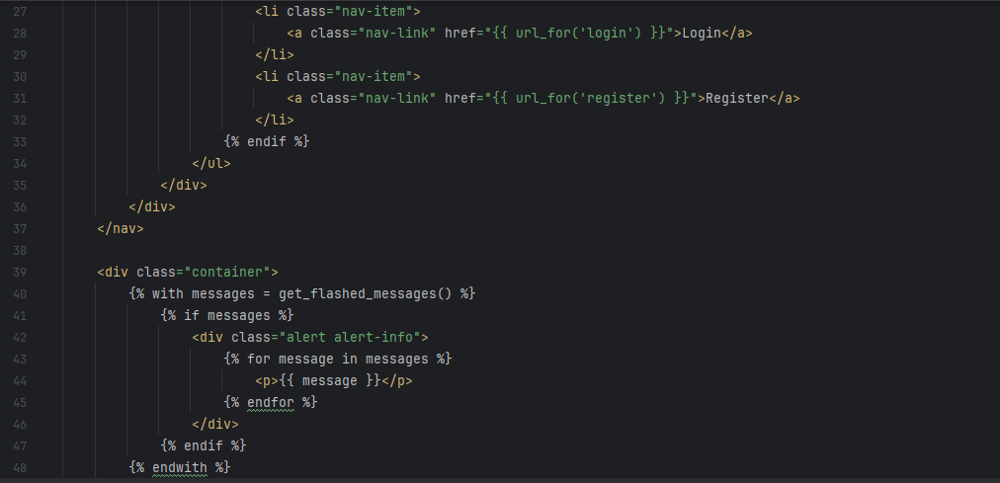 27 <li class="nav-item">
28 <a class="nav-link" href="{{ url_for('login') }}">Login</a>
29 </li>
30 <li class="nav-item">
31 <a class="nav-link" href="{{ url_for('register') }}">Register</a>
32 </li>
33 {% endif %}
34 </ul>
35 </div>
36 </div>
37 </nav>
38
39 <div class="container">
40 {% with messages = get_flashed_messages() %}
41 {% if messages %}
42 <div class="alert alert-info">
43 {% for message in messages %}
44 <p>{{ message }}</p>
45 {% endfor %}
46 </div>
47 {% endif %}
48 {% endwith %}